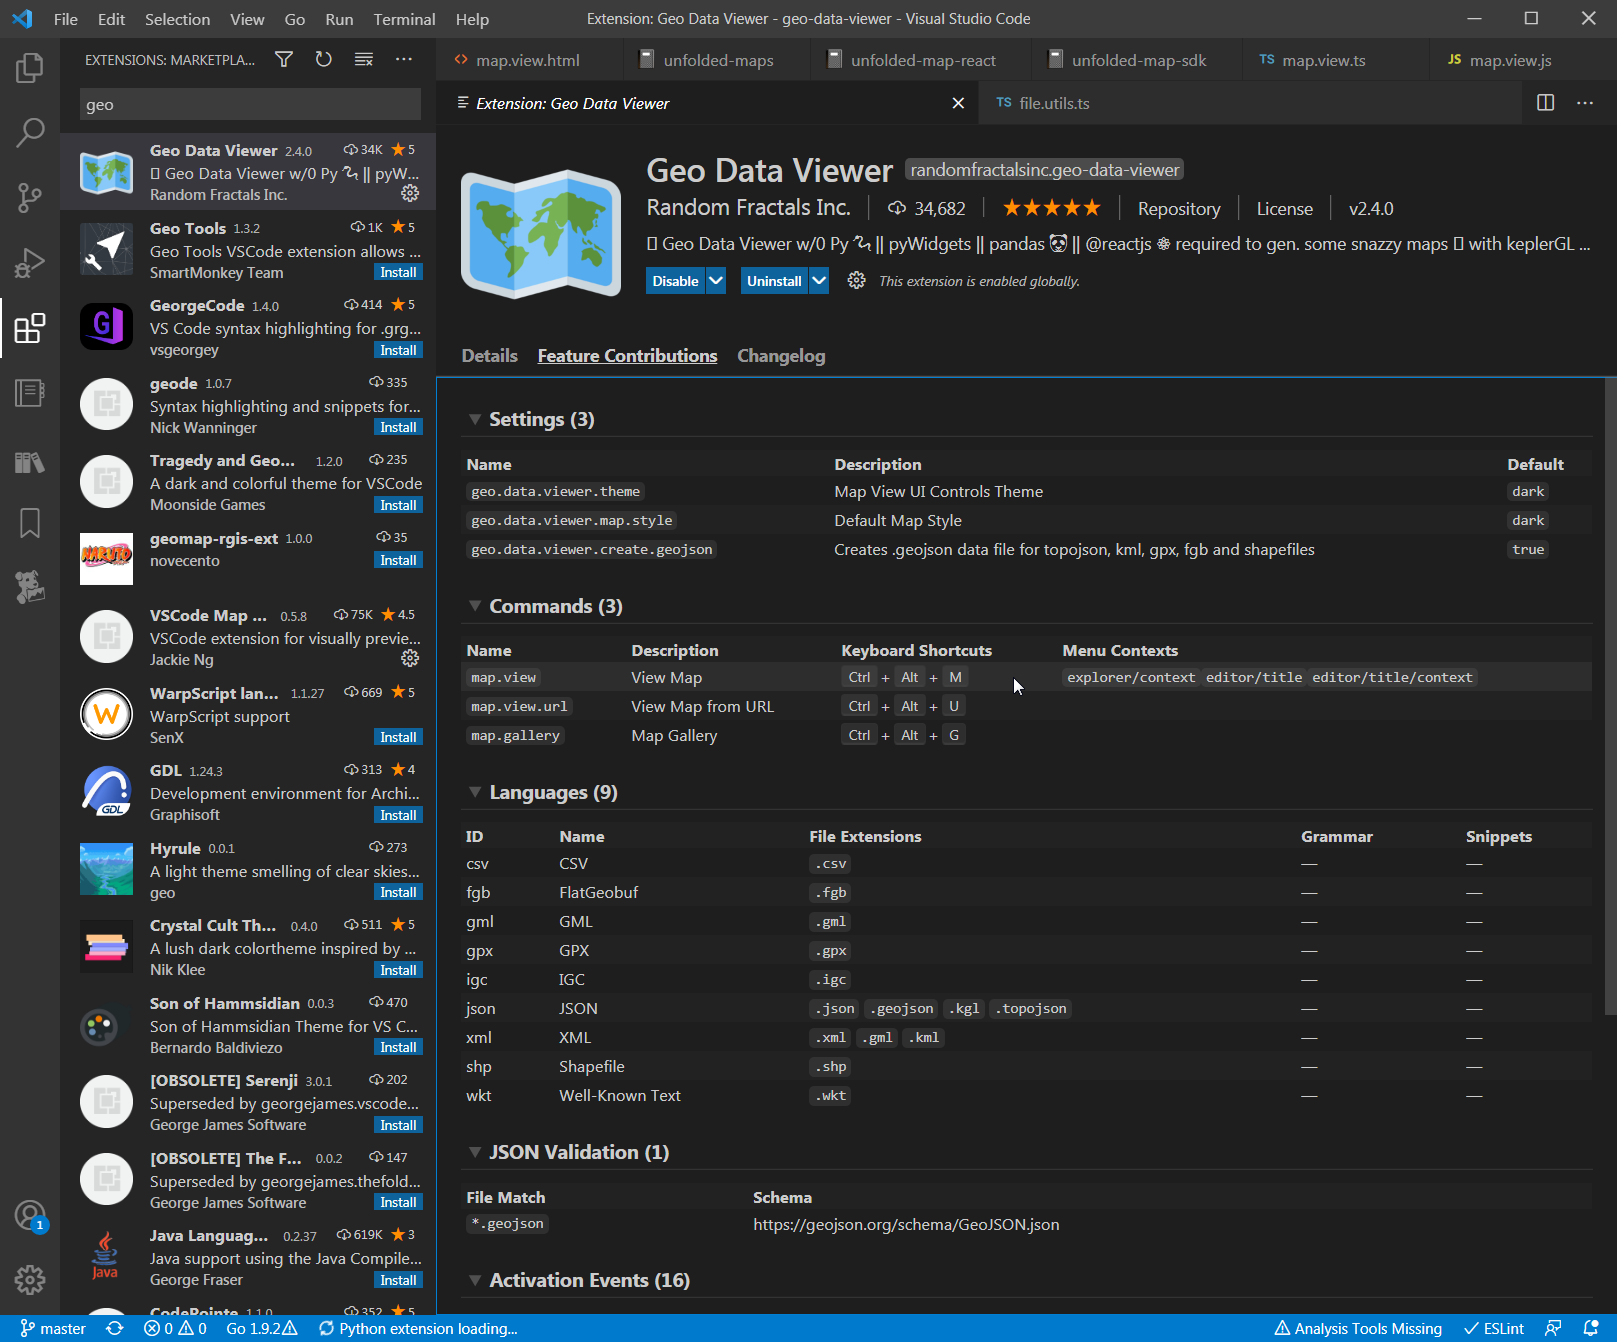 File Edit Selection View Go Run Terminal Help
Extension: Geo Data Viewer - geo-data-viewer - Visual Studio Code
EXTENSIONS: MARKETPLA...
geo
Geo Data Viewer 2.4.0 34K ★ 5
Geo Data Viewer w/0 Py 🐍 || pyW...
Random Fractals Inc.
Geo Tools 1.3.2 1K ★ 5
Geo Tools VSCode extension allows ...
SmartMonkey Team Install
GeorgeCode 1.4.0 414 ★ 5
VS Code syntax highlighting for .grg...
vsgeorgey Install
geode 1.0.7 335
Syntax highlighting and snippets for...
Nick Wanninger Install
Tragedy and Geo... 1.2.0 235
A dark and colorful theme for VSCode
Moonside Games Install
NARUTO
geomap-rgis-ext 1.0.0 35
novecento Install
VSCode Map ... 0.5.8 75K ★ 4.5
VSCode extension for visually previe...
Jackie Ng
WarpScript lan... 1.1.27 669 ★ 5
WarpScript support
SenX Install
GDL
GDL 1.24.3 313 ★ 4
Development environment for Archi...
Graphisoft Install
Hyrule 0.0.1 273
A light theme smelling of clear skies...
geo Install
Crystal Cult Th... 0.4.0 511 ★ 5
A lush dark colortheme inspired by ...
Nik Klee Install
Son of Hammsidian 0.0.3 470
Son of Hammsidian Theme for VS C...
Bernardo Baldiviezo Install
[OBSOLETE] Serenji 3.0.1 202
Superseded by georgejames.vscode...
George James Software Install
[OBSOLETE] The F... 0.0.2 147
Superseded by georgejames.thefold...
George James Software Install
Java
Java Languag... 0.2.37 619K ★ 3
Java support using the Java Compile...
George Fraser Install
CodePointe 1.1.0 352 ★ 5
<> map.view.html unfolded-maps unfolded-map-react unfolded-map-sdk TS map.view.ts JS map.view.js
Extension: Geo Data Viewer TS file.utils.ts
Geo Data Viewer randomfractalsinc.geo-data-viewer
Random Fractals Inc. 34,682 ★★★★★ Repository License v2.4.0
Geo Data Viewer w/0 Py 🐍 || pyWidgets || pandas 🐼 || @reactjs ⚛ required to gen. some snazzy maps with keplerGL ...
Disable Uninstall This extension is enabled globally.
Details Feature Contributions Changelog
Settings (3)
Name Description Default
geo.data.viewer.theme Map View UI Controls Theme dark
geo.data.viewer.map.style Default Map Style dark
geo.data.viewer.create.geojson Creates .geojson data file for topojson, kml, gpx, fgb and shapefiles true
Commands (3)
Name Description Keyboard Shortcuts Menu Contexts
map.view View Map Ctrl + Alt + M explorer/context editor/title editor/title/context
map.view.url View Map from URL Ctrl + Alt + U
map.gallery Map Gallery Ctrl + Alt + G
Languages (9)
ID Name File Extensions Grammar Snippets
csv CSV .csv — —
fgb FlatGeobuf .fgb — —
gml GML .gml — —
gpx GPX .gpx — —
igc IGC .igc — —
json JSON .json .geojson .kgl .topojson — —
xml XML .xml .gml .kml — —
shp Shapefile .shp — —
wkt Well-Known Text .wkt — —
JSON Validation (1)
File Match Schema
*.geojson https://geojson.org/schema/GeoJSON.json
Activation Events (16)
1
master 0 0 Go 1.9.2 Python extension loading... Analysis Tools Missing ESLint